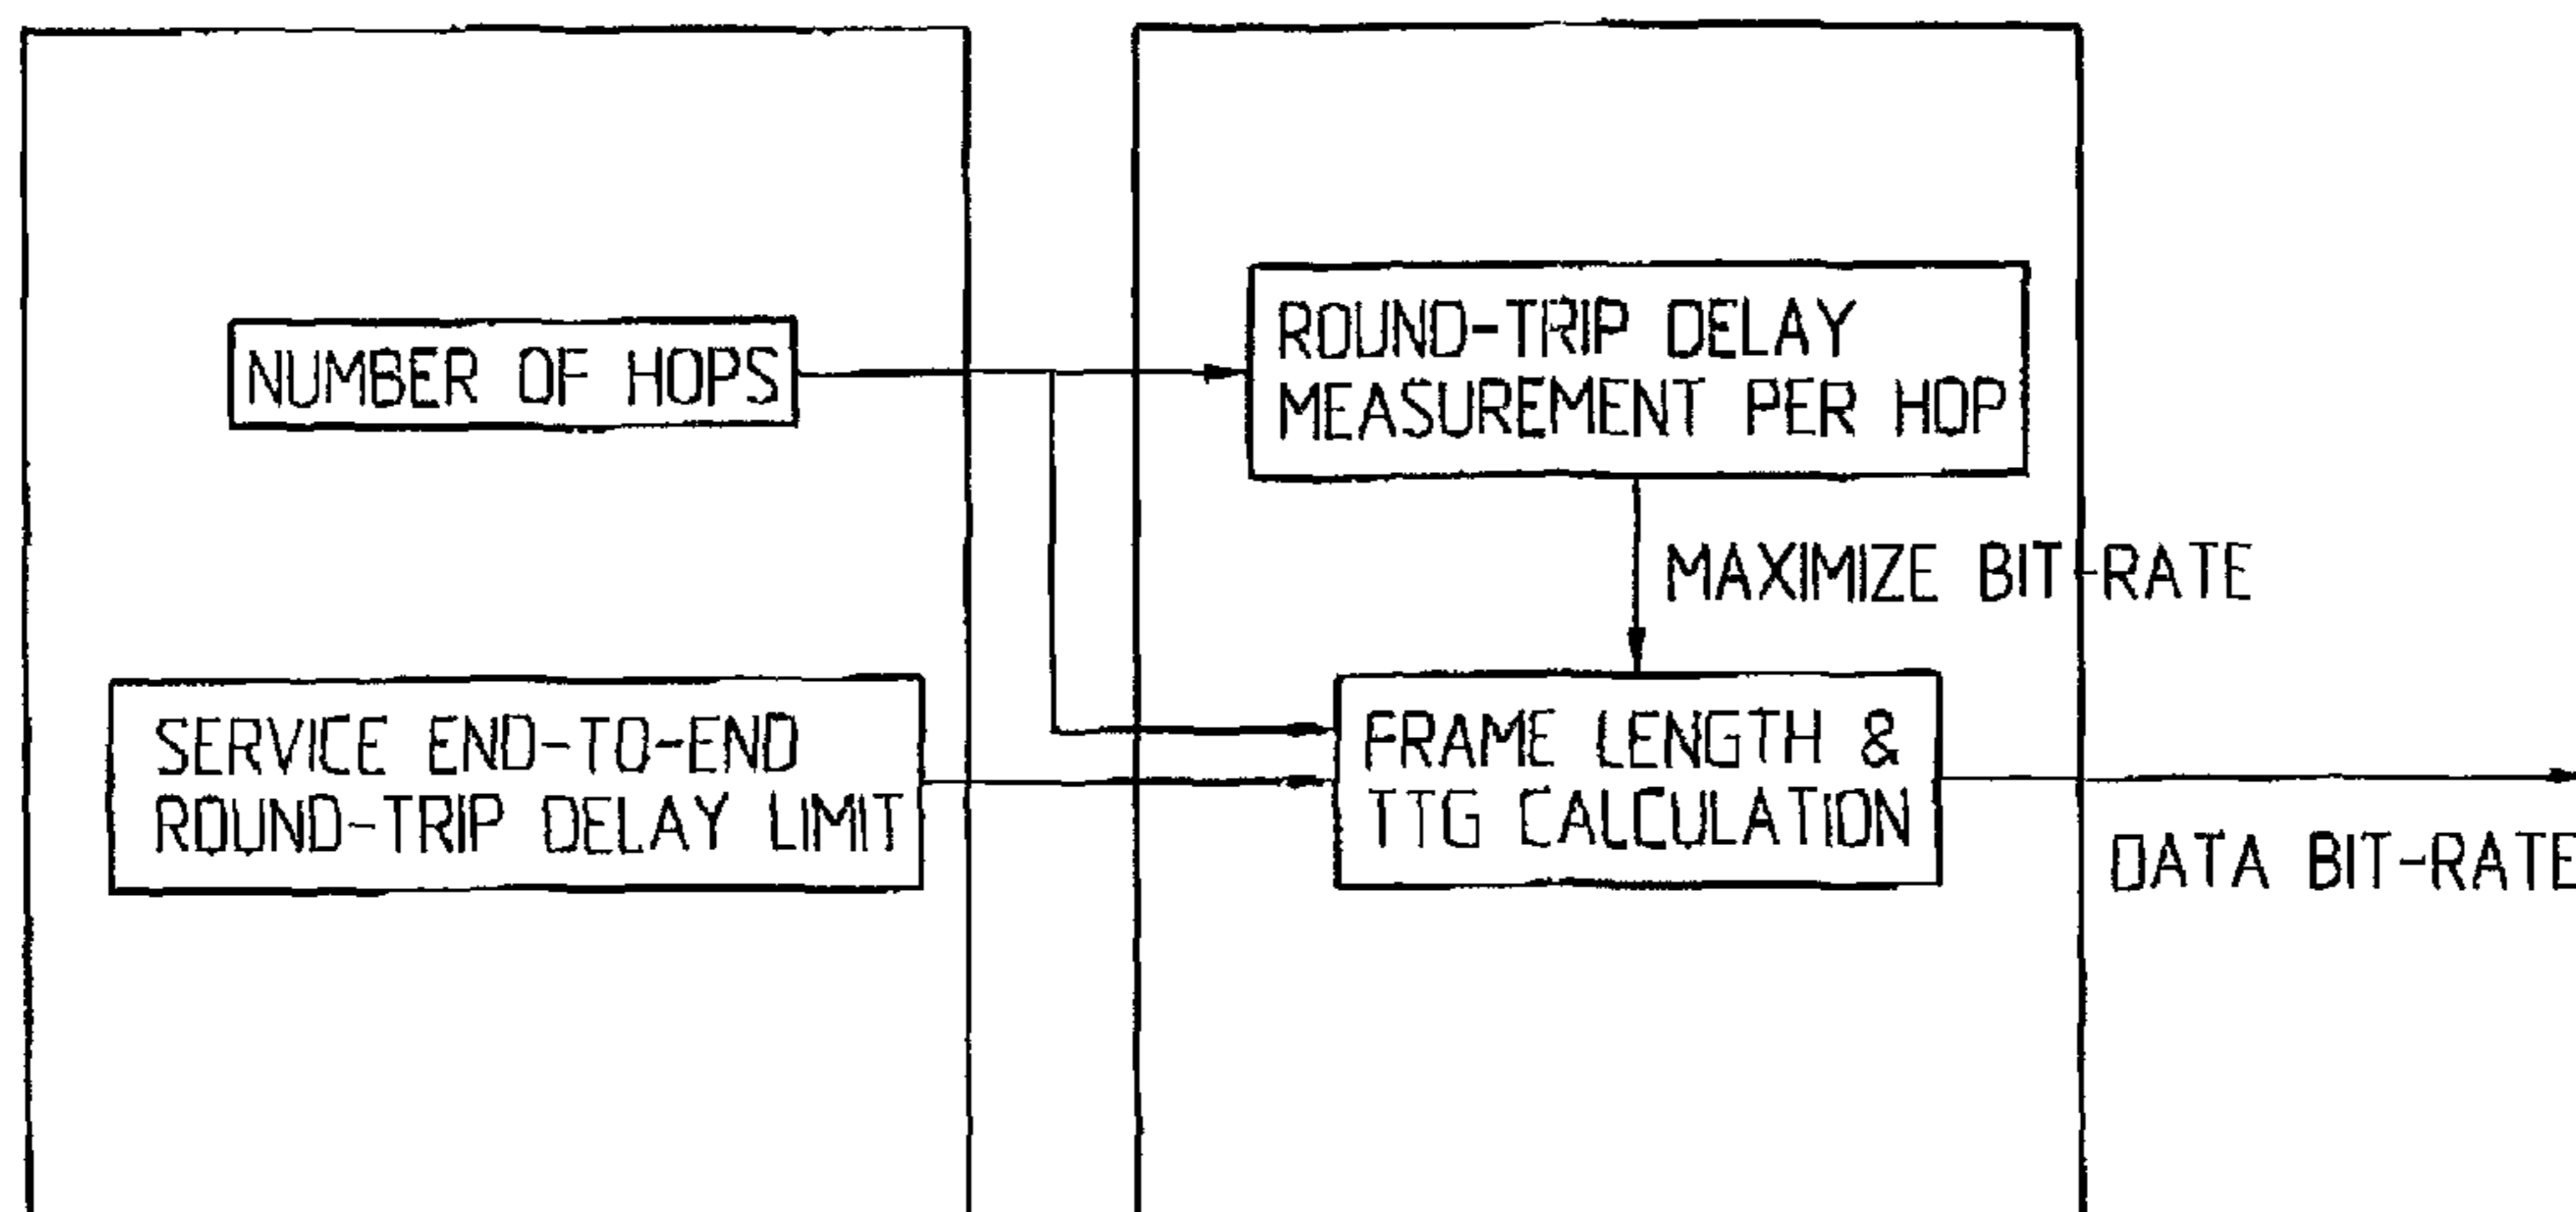 NUMBER OF HOPS
ROUND-TRIP DELAY
MEASUREMENT PER HOP
MAXIMIZE BIT-RATE
SERVICE END-TO-END
ROUND-TRIP DELAY LIMIT
FRAME LENGTH &
TTG CALCULATION
DATA BIT-RATE